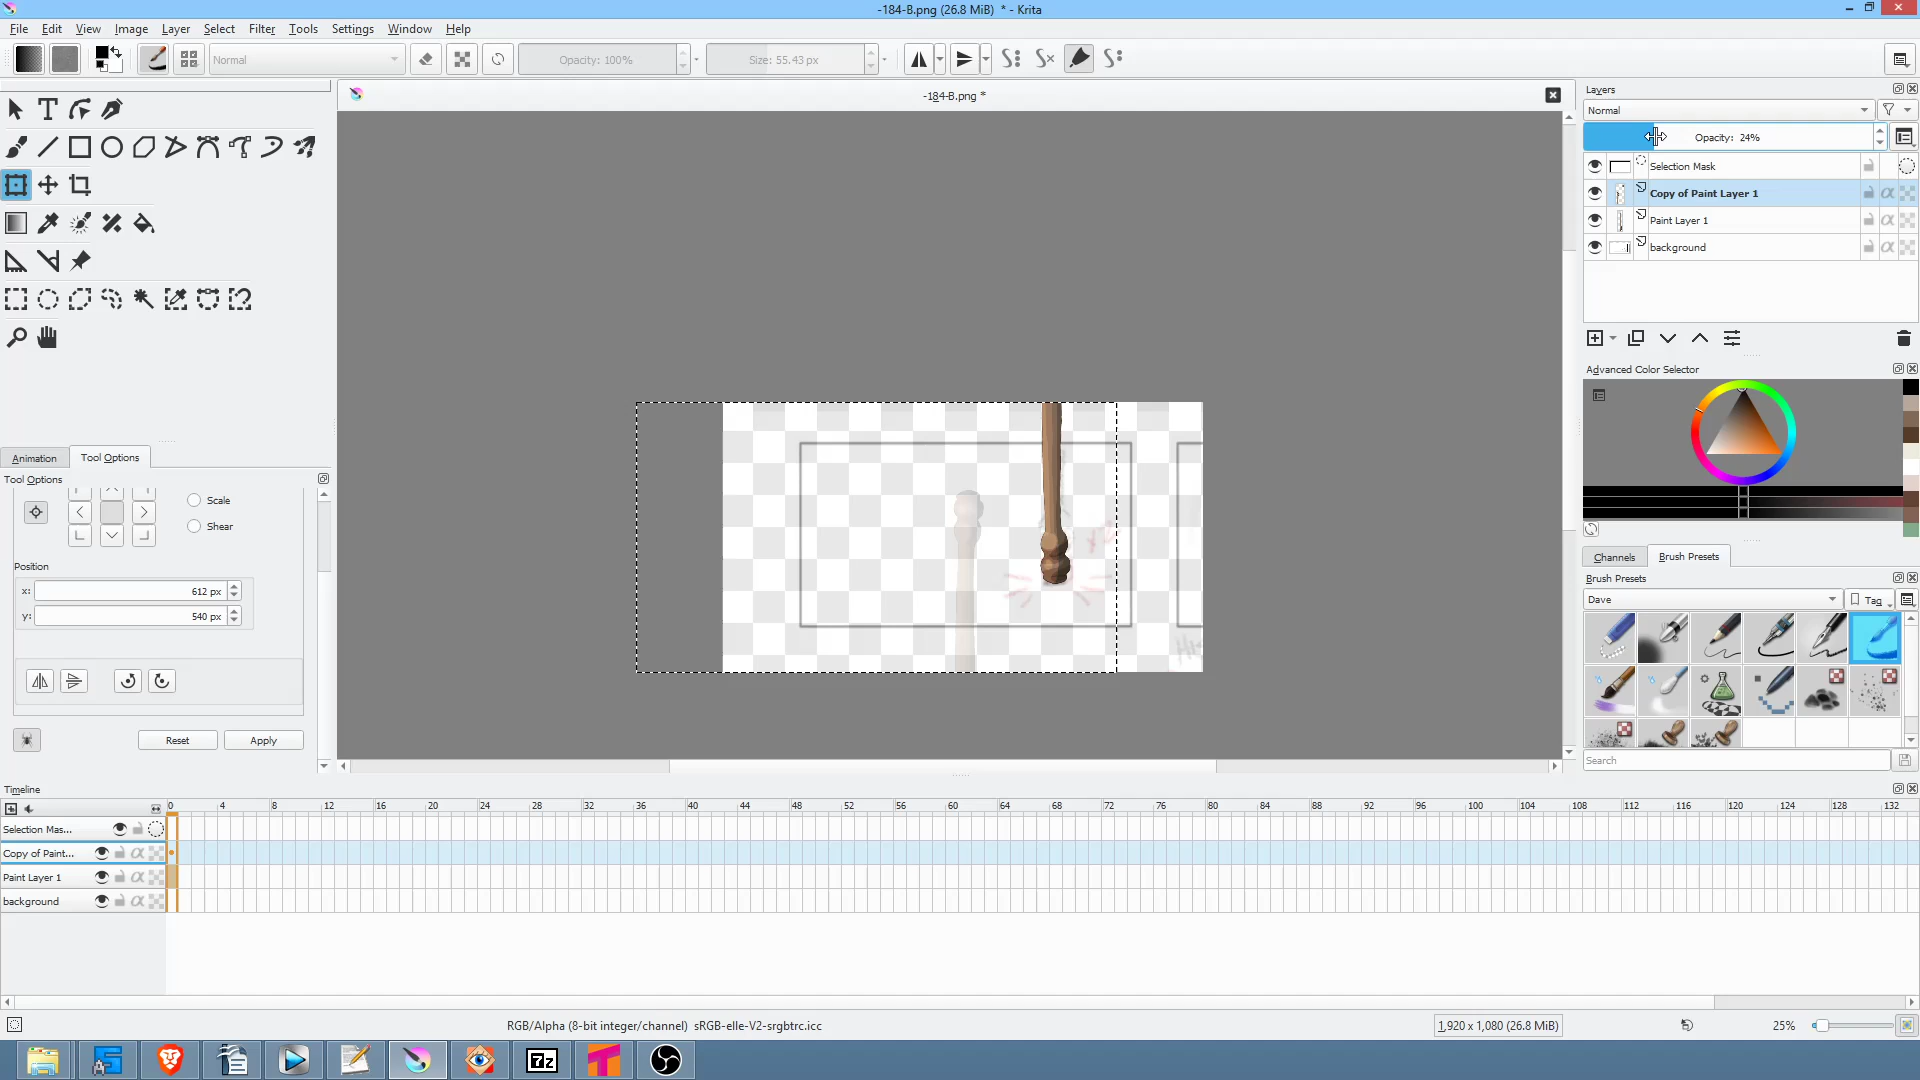 -184-B.png (26.8 MiB)  * - Krita
File Edit View Image Layer Select Filter Tools Settings Window Help
Normal
Opacity: 100%
Size: 55.43 px
-184-B.png *
Layers
Normal
Opacity: 24%
Selection Mask
Copy of Paint Layer 1
Paint Layer 1
background
Advanced Color Selector
Animation
Tool Options
Tool Options
Scale
Shear
Position
x: 612 px
y: 540 px
Reset
Apply
x2
Channels
Brush Presets
Brush Presets
Dave
Tag
Search
Timeline
0 4 8 12 16 20 24 28 32 36 40 44 48 52 56 60 64 68 72 76 80 84 88 92 96 100 104 108 112 116 120 124 128 132
Selection Mas...
Copy of Paint...
Paint Layer 1
background
RGB/Alpha (8-bit integer/channel)  sRGB-elle-V2-srgbtrc.icc
1,920 x 1,080 (26.8 MiB)
25%
7z